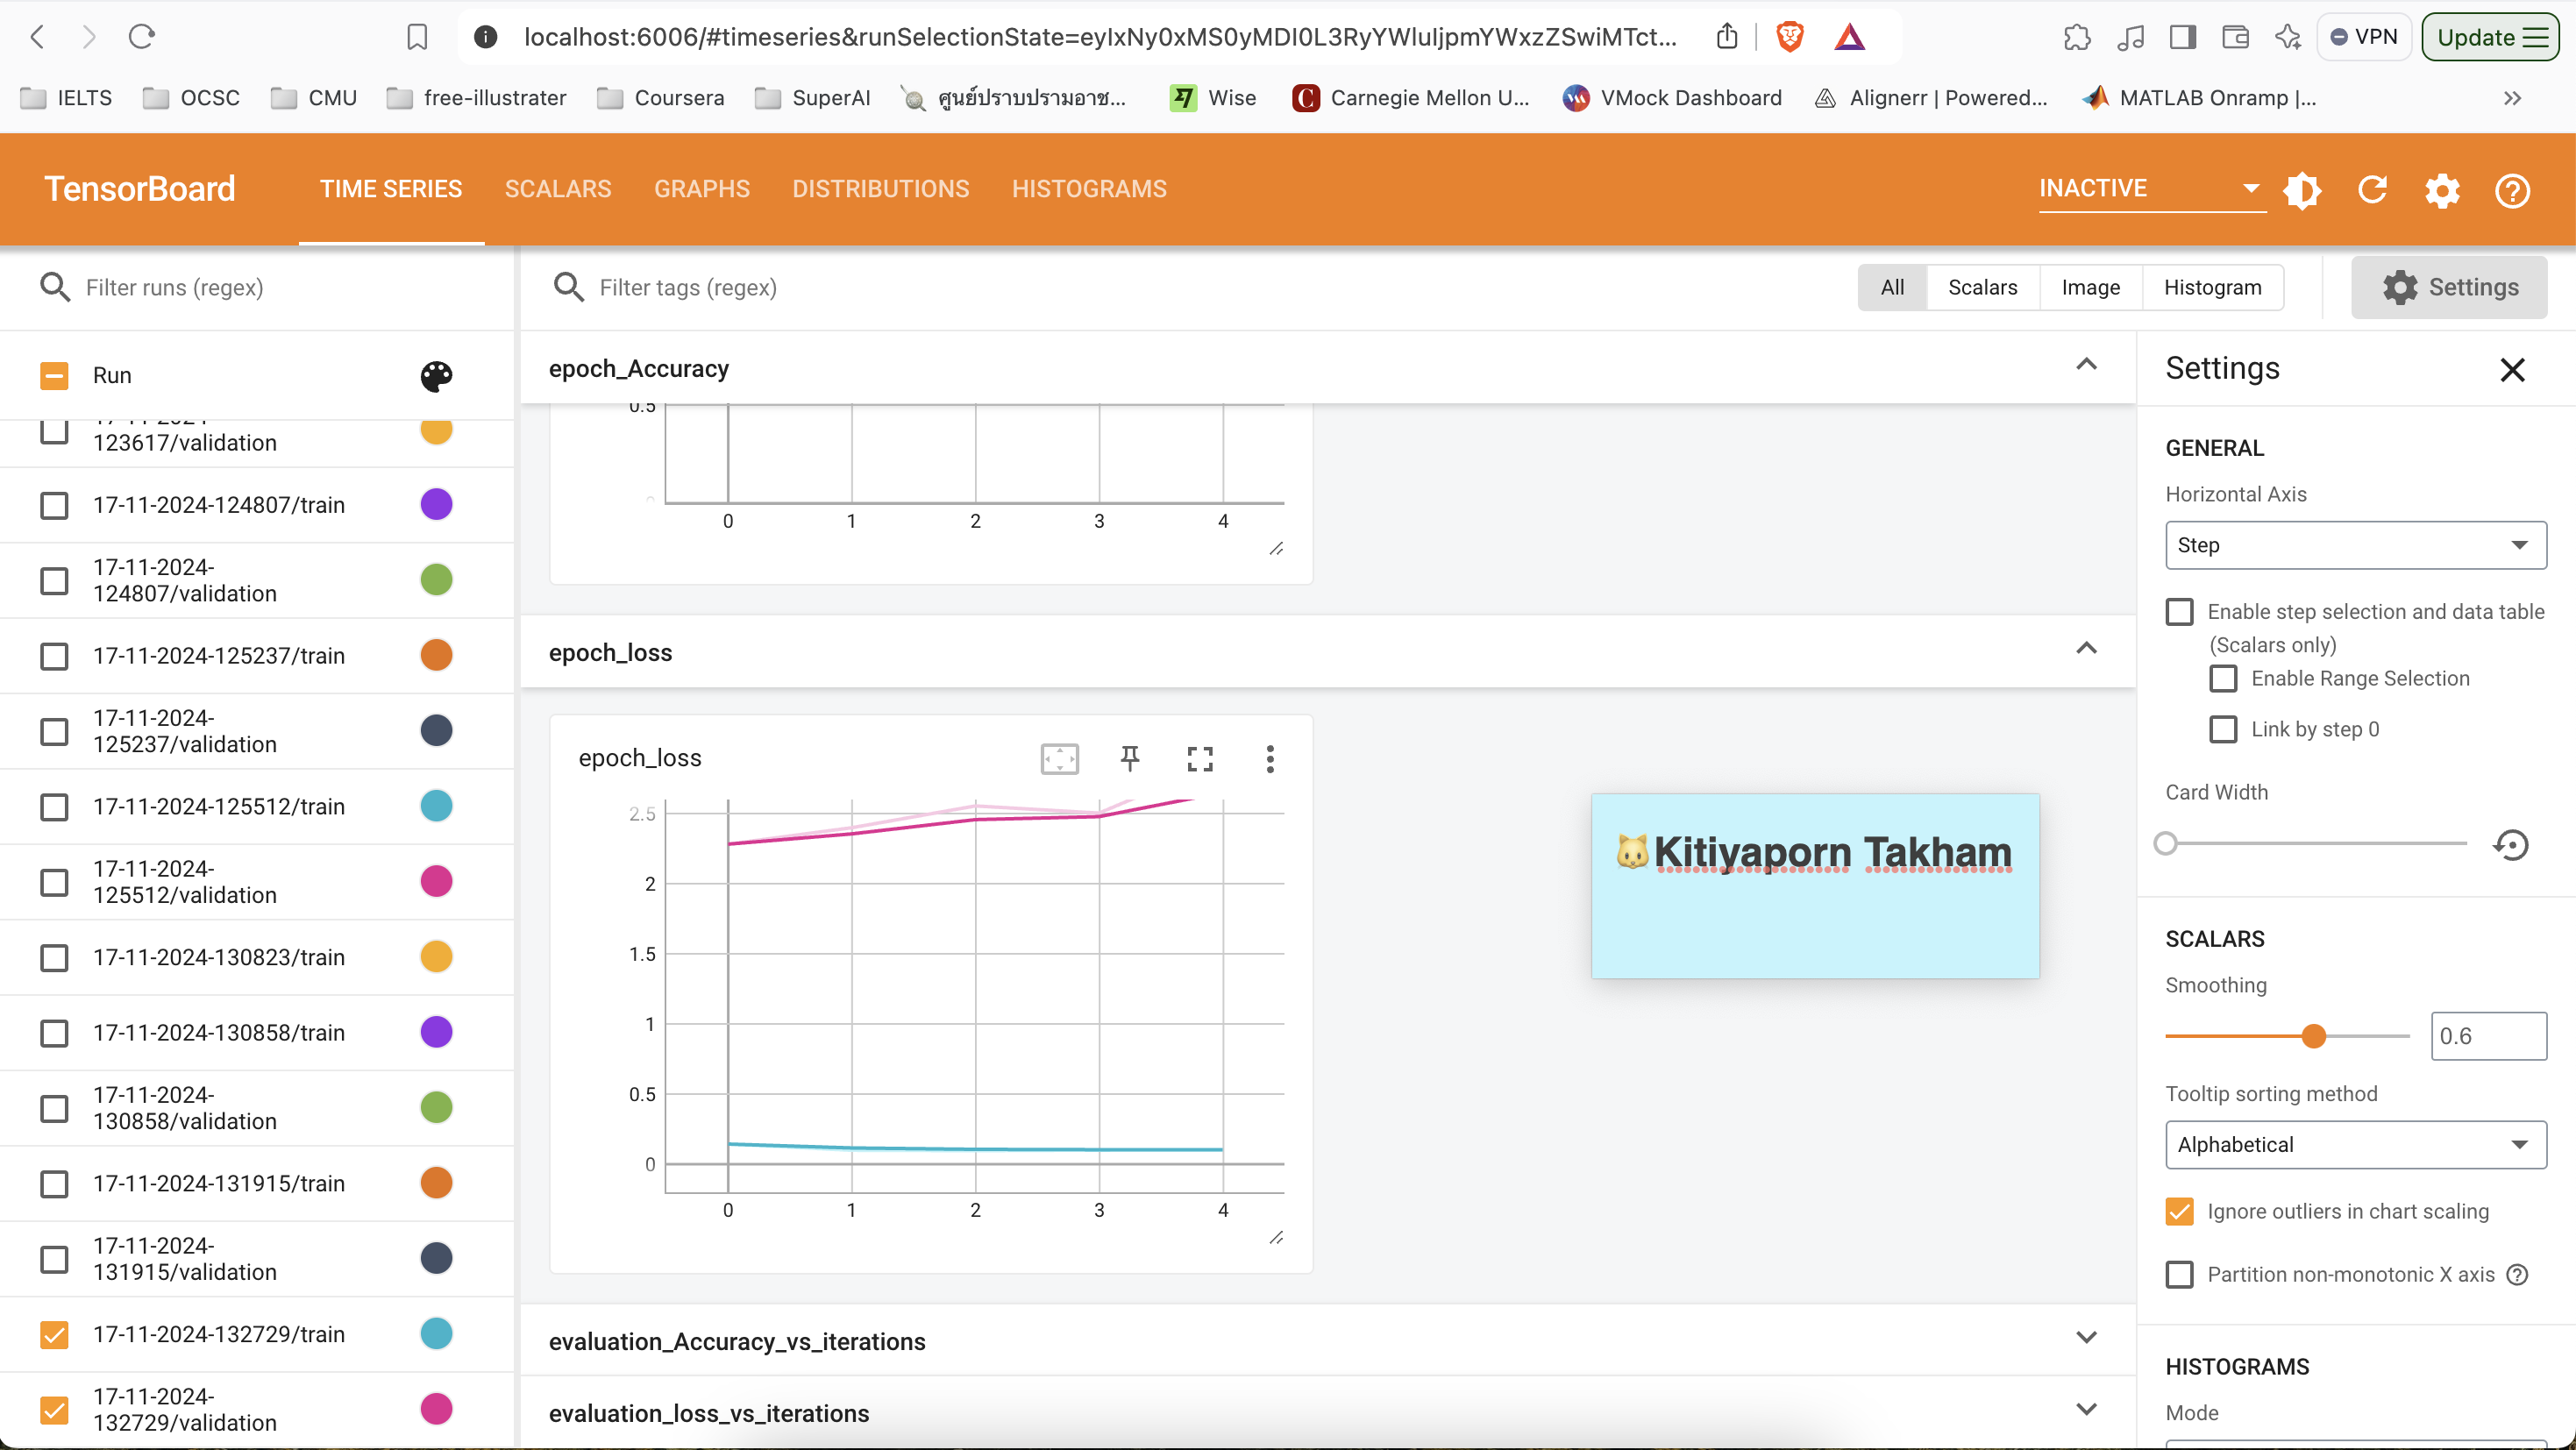 localhost:6006/#timeseries&runSelectionState=eyIxNy0xMS0yMDI0L3RyYWluIjpmYWxzZSwiMTct...
VPN
Update
IELTS
OCSC
CMU
free-illustrater
Coursera
SuperAI
ศูนย์ปราบปรามอาช...
Wise
Carnegie Mellon U...
VMock Dashboard
Alignerr | Powered...
MATLAB Onramp |...
TensorBoard
TIME SERIES
SCALARS
GRAPHS
DISTRIBUTIONS
HISTOGRAMS
INACTIVE
Filter runs (regex)
Run
17-11-2024-
123617/validation
17-11-2024-124807/train
17-11-2024-
124807/validation
17-11-2024-125237/train
17-11-2024-
125237/validation
17-11-2024-125512/train
17-11-2024-
125512/validation
17-11-2024-130823/train
17-11-2024-130858/train
17-11-2024-
130858/validation
17-11-2024-131915/train
17-11-2024-
131915/validation
17-11-2024-132729/train
17-11-2024-
132729/validation
Filter tags (regex)
All
Scalars
Image
Histogram
Settings
epoch_Accuracy
0.5
0 1 2 3 4
epoch_loss
epoch_loss
2.5
2
1.5
1
0.5
0
0 1 2 3 4
🐱Kitiyaporn Takham
evaluation_Accuracy_vs_iterations
evaluation_loss_vs_iterations
Settings
GENERAL
Horizontal Axis
Step
Enable step selection and data table
(Scalars only)
Enable Range Selection
Link by step 0
Card Width
SCALARS
Smoothing
0.6
Tooltip sorting method
Alphabetical
Ignore outliers in chart scaling
Partition non-monotonic X axis
HISTOGRAMS
Mode